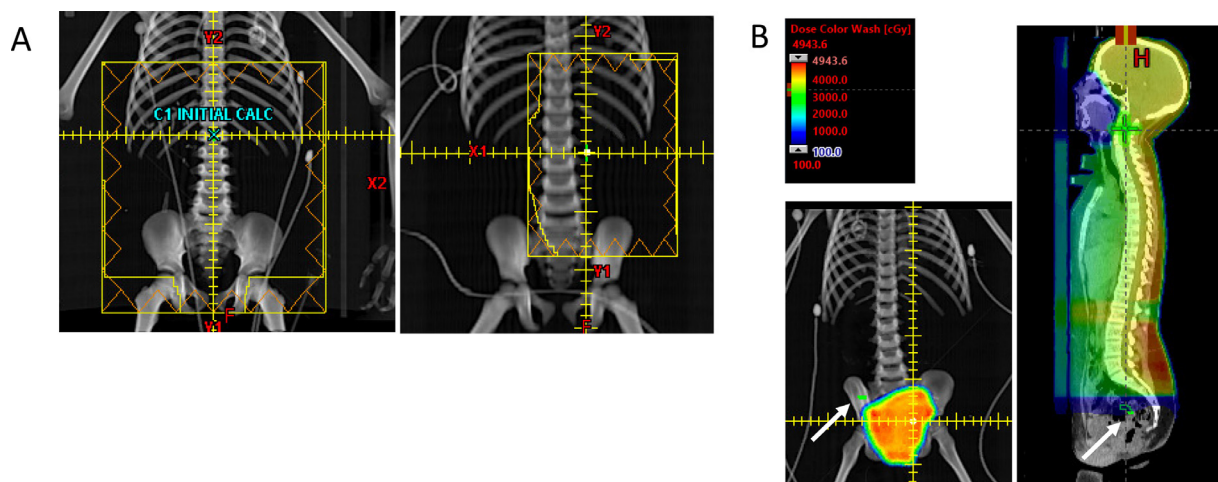 A
Y2
C1 INITIAL CALC
X2
Y1
F
Y2
X1
Y1
F
B
Dose Color Wash [cGy]
4943.6
4943.6
4000.0
3000.0
2000.0
1000.0
100.0
100.0
H